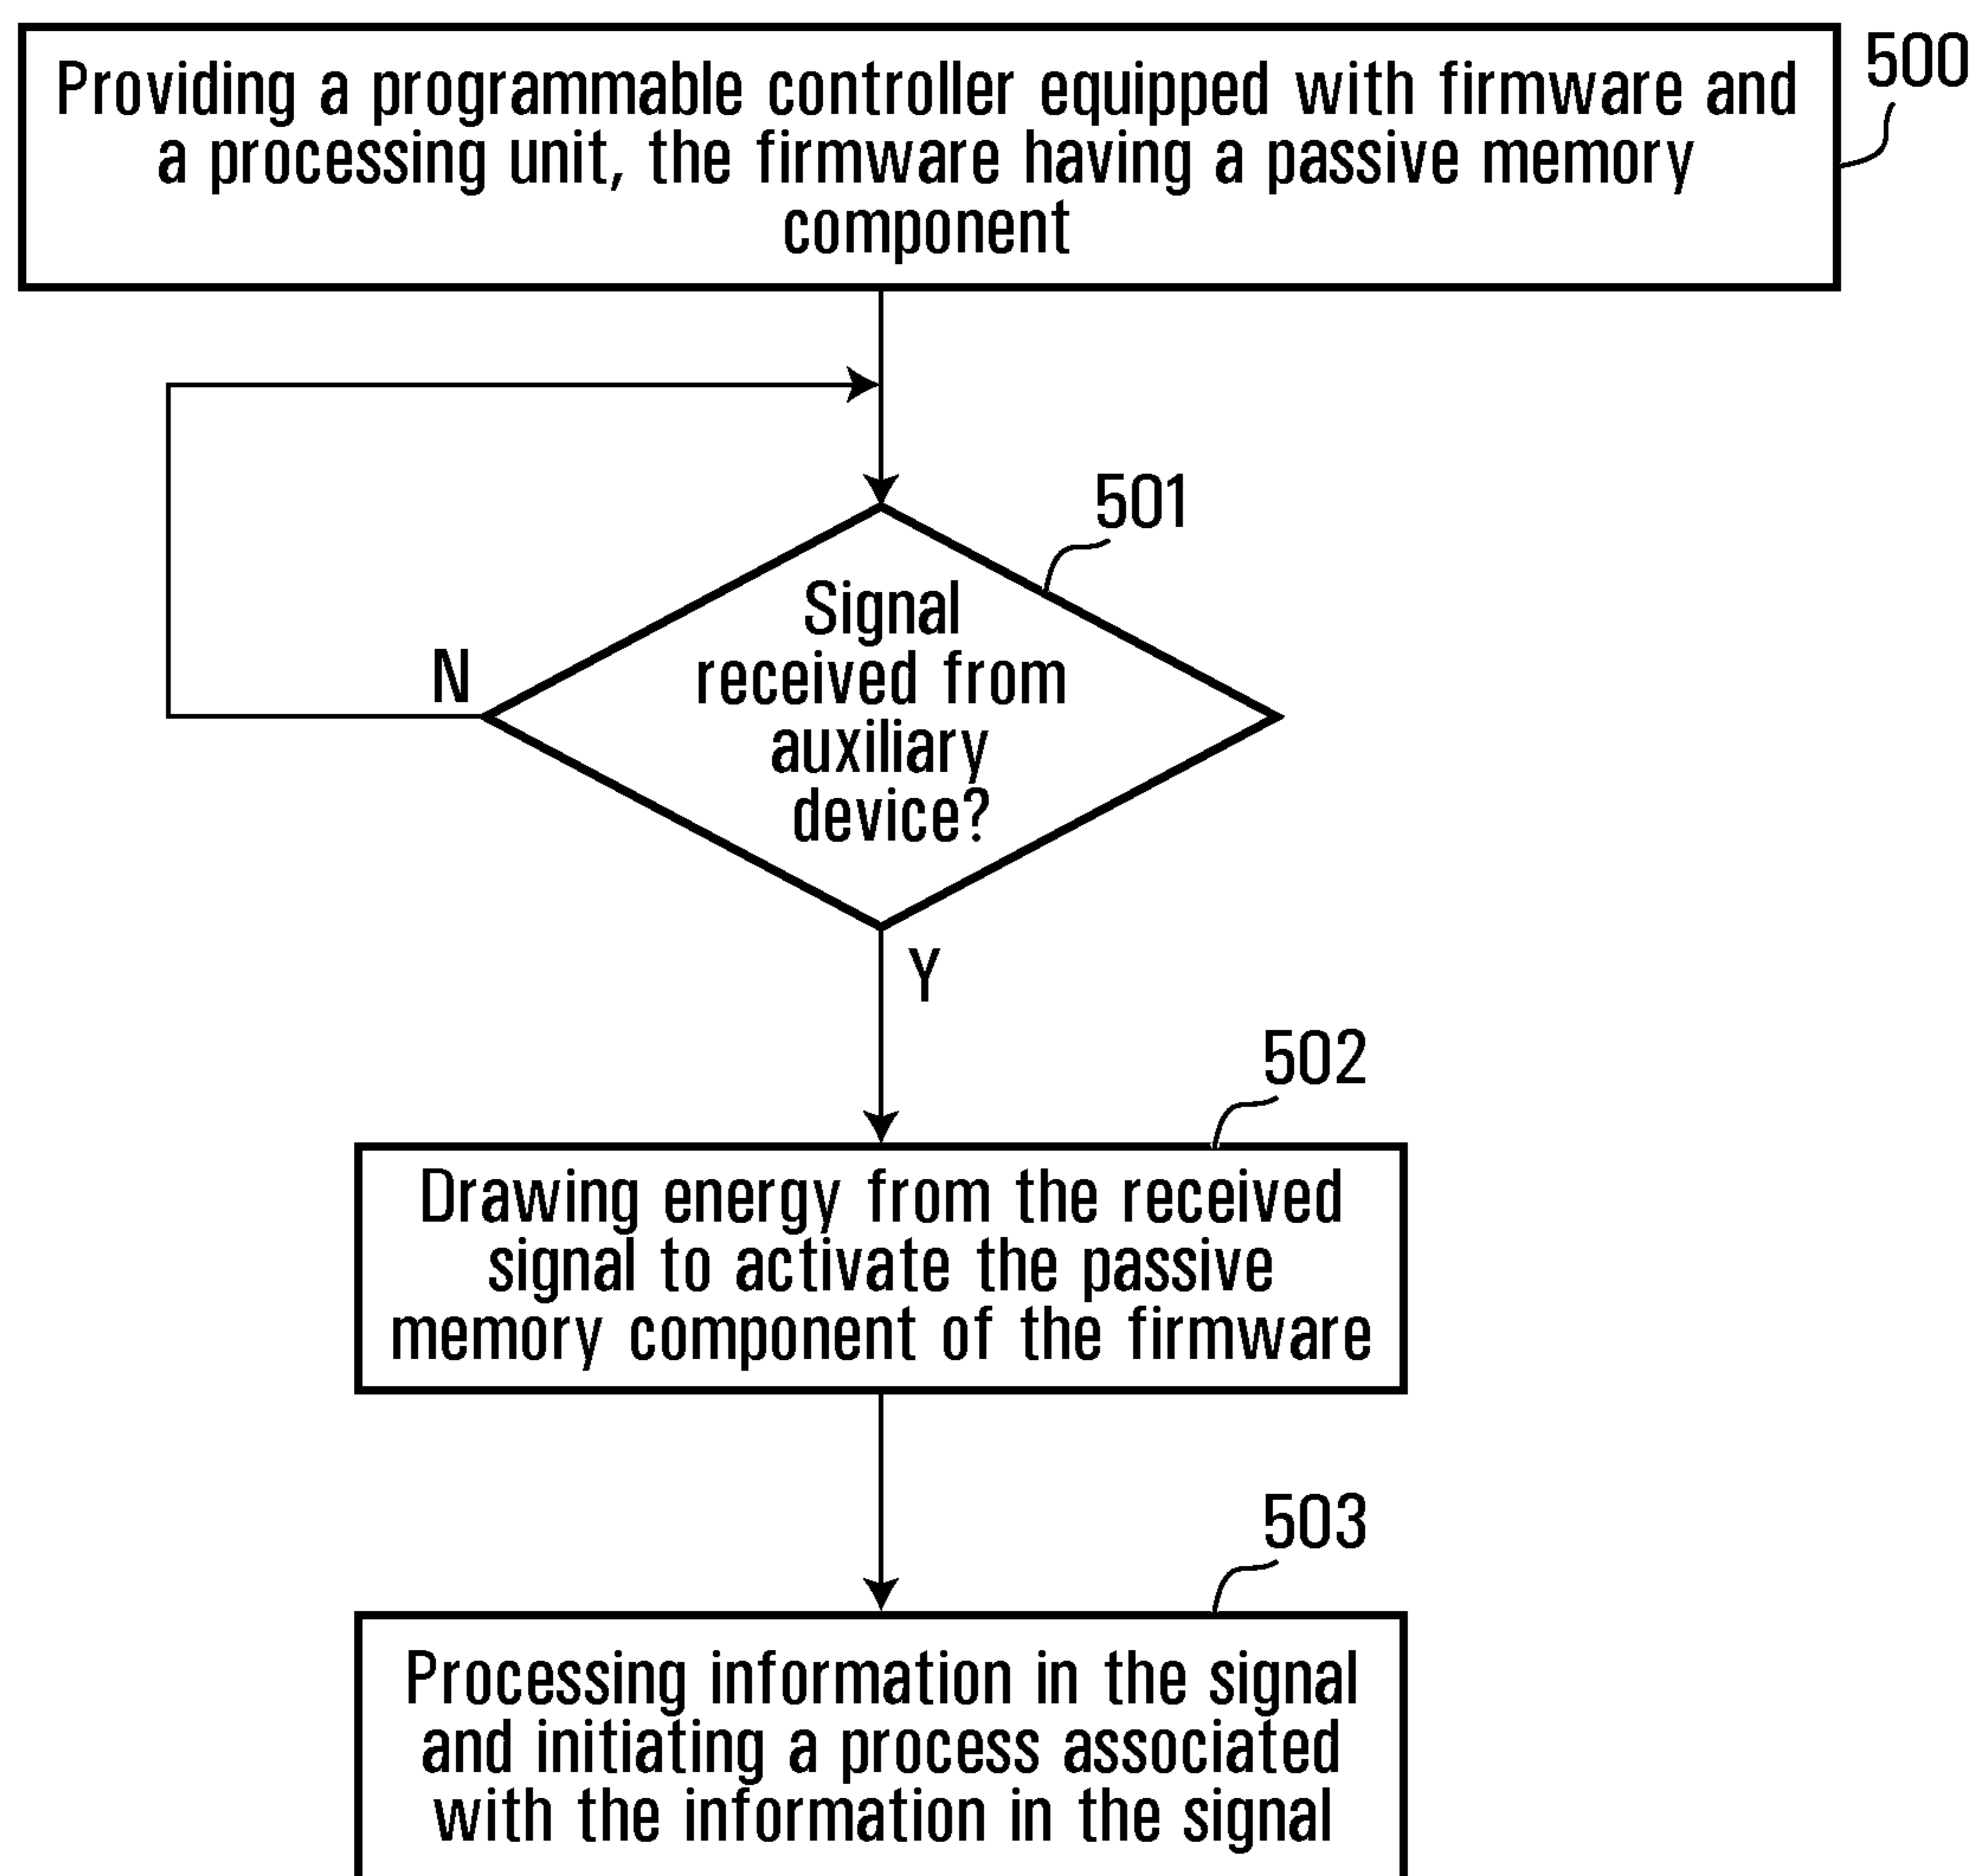 Providing a programmable controller equipped with firmware and
a processing unit, the firmware having a passive memory
component
500
501
Signal
received from
auxiliary
device?
N
Y
502
Drawing energy from the received
signal to activate the passive
memory component of the firmware
503
Processing information in the signal
and initiating a process associated
with the information in the signal